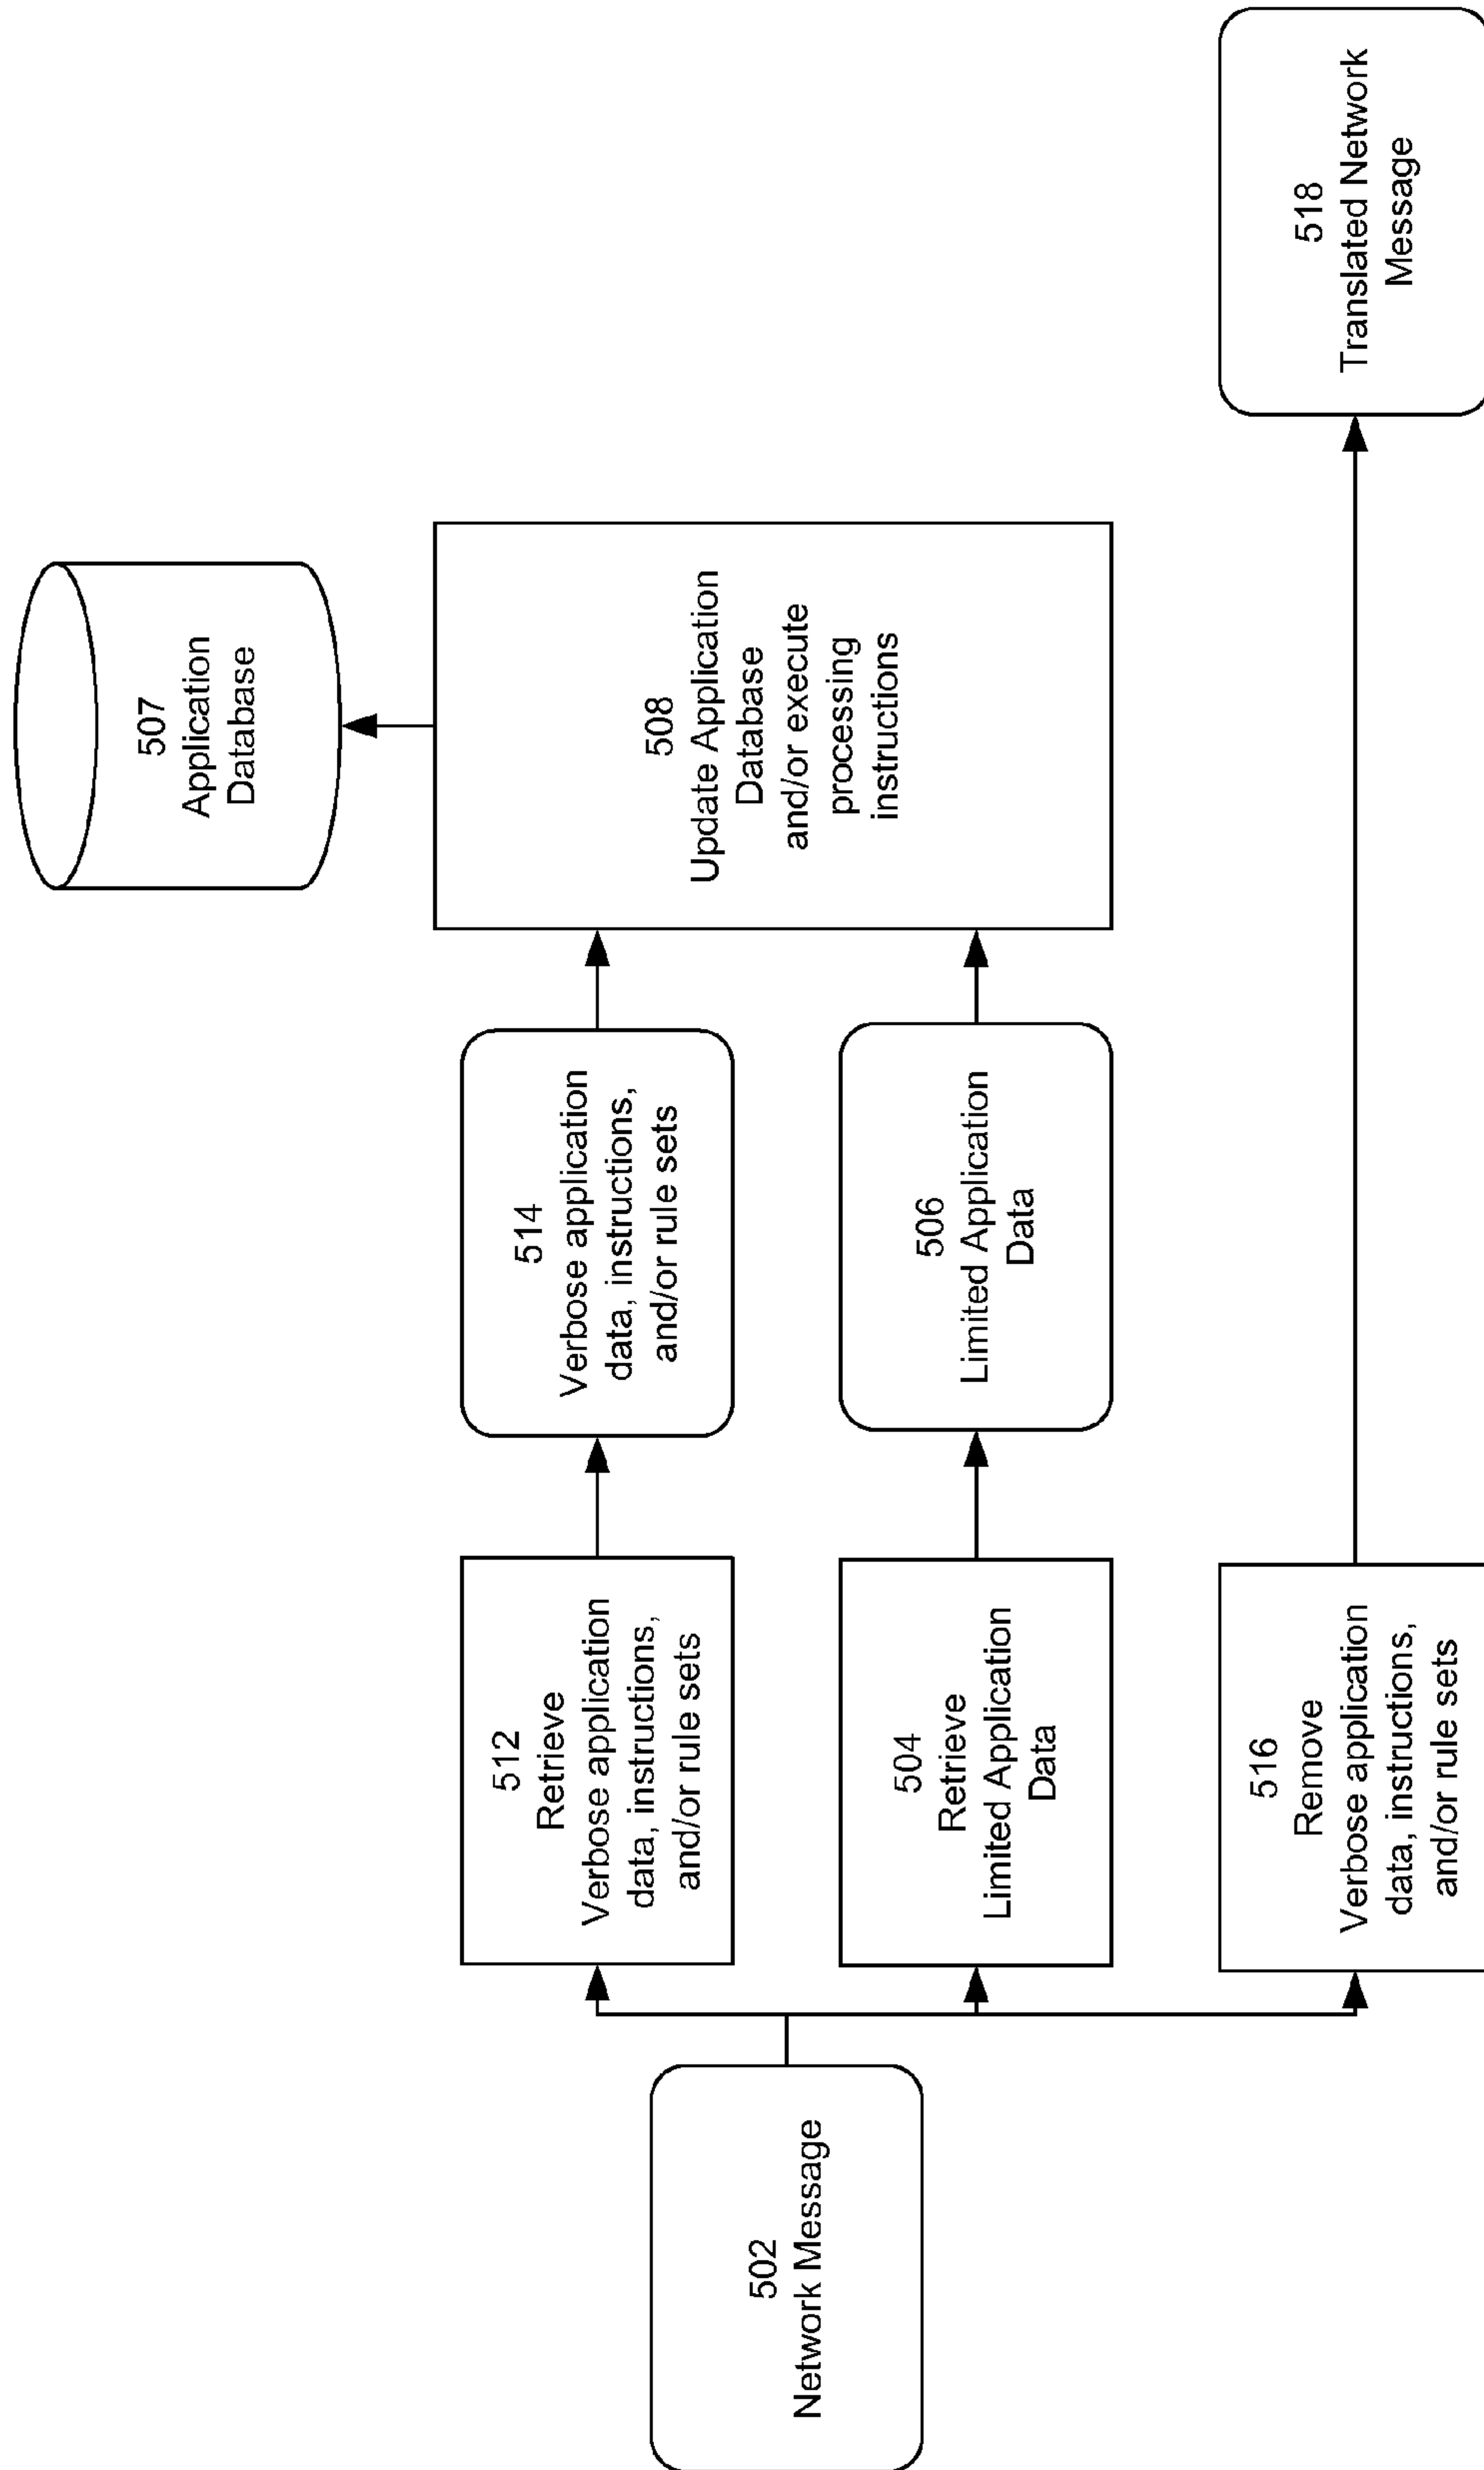 502
Network Message
512
Retrieve
Verbose application
data, instructions,
and/or rule sets
504
Retrieve
Limited Application
Data
516
Remove
Verbose application
data, instructions,
and/or rule sets
514
Verbose application
data, instructions,
and/or rule sets
506
Limited Application
Data
507
Application
Database
508
Update Application
Database
and/or execute
processing
instructions
518
Translated Network
Message